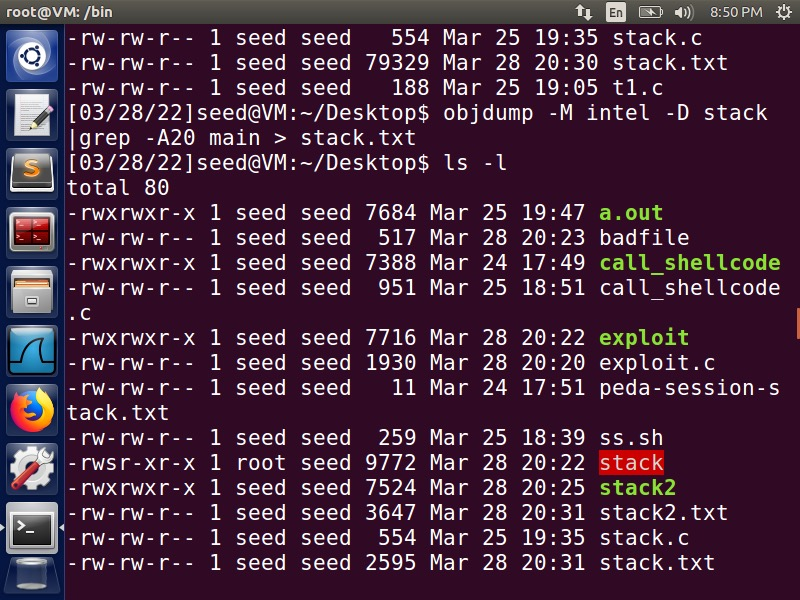 root@VM: /bin
En
8:50 PM
-rw-rw-r-- 1 seed seed   554 Mar 25 19:35 stack.c
-rw-rw-r-- 1 seed seed 79329 Mar 28 20:30 stack.txt
-rw-rw-r-- 1 seed seed   188 Mar 25 19:05 t1.c
[03/28/22]seed@VM:~/Desktop$ objdump -M intel -D stack
|grep -A20 main > stack.txt
[03/28/22]seed@VM:~/Desktop$ ls -l
total 80
-rwxrwxr-x 1 seed seed 7684 Mar 25 19:47 a.out
-rw-rw-r-- 1 seed seed  517 Mar 28 20:23 badfile
-rwxrwxr-x 1 seed seed 7388 Mar 24 17:49 call_shellcode
-rw-rw-r-- 1 seed seed  951 Mar 25 18:51 call_shellcode
.c
-rwxrwxr-x 1 seed seed 7716 Mar 28 20:22 exploit
-rw-rw-r-- 1 seed seed 1930 Mar 28 20:20 exploit.c
-rw-rw-r-- 1 seed seed   11 Mar 24 17:51 peda-session-s
tack.txt
-rw-rw-r-- 1 seed seed  259 Mar 25 18:39 ss.sh
-rwsr-xr-x 1 root seed 9772 Mar 28 20:22 stack
-rwxrwxr-x 1 seed seed 7524 Mar 28 20:25 stack2
-rw-rw-r-- 1 seed seed 3647 Mar 28 20:31 stack2.txt
-rw-rw-r-- 1 seed seed  554 Mar 25 19:35 stack.c
-rw-rw-r-- 1 seed seed 2595 Mar 28 20:31 stack.txt